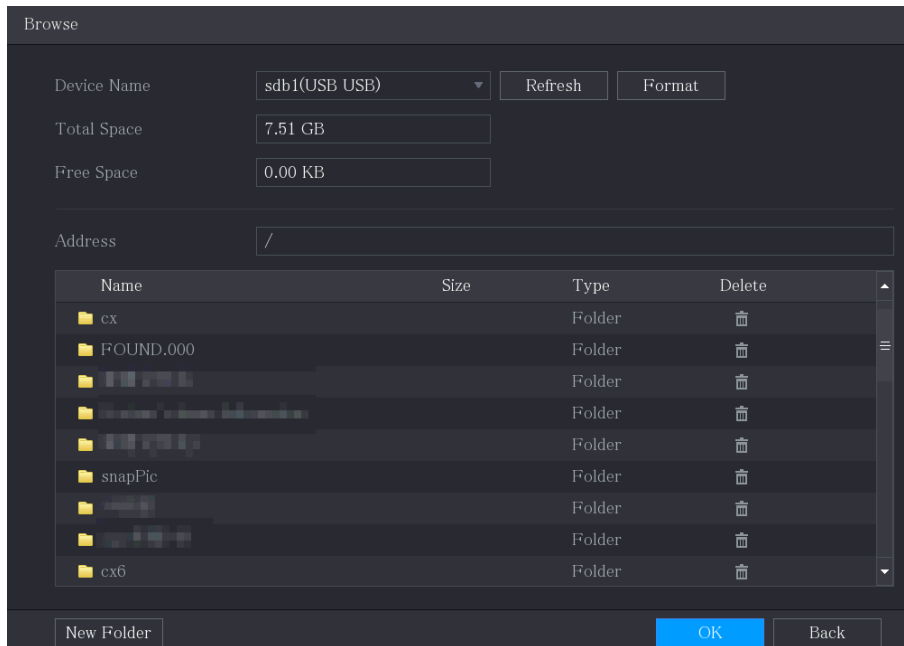 Browse
Device Name sdb1(USB USB) Refresh Format
Total Space 7.51 GB
Free Space 0.00 KB
Address /
Name Size Type Delete
cx Folder
FOUND.000 Folder
Folder
Folder
Folder
snapPic Folder
Folder
Folder
cx6 Folder
New Folder OK Back